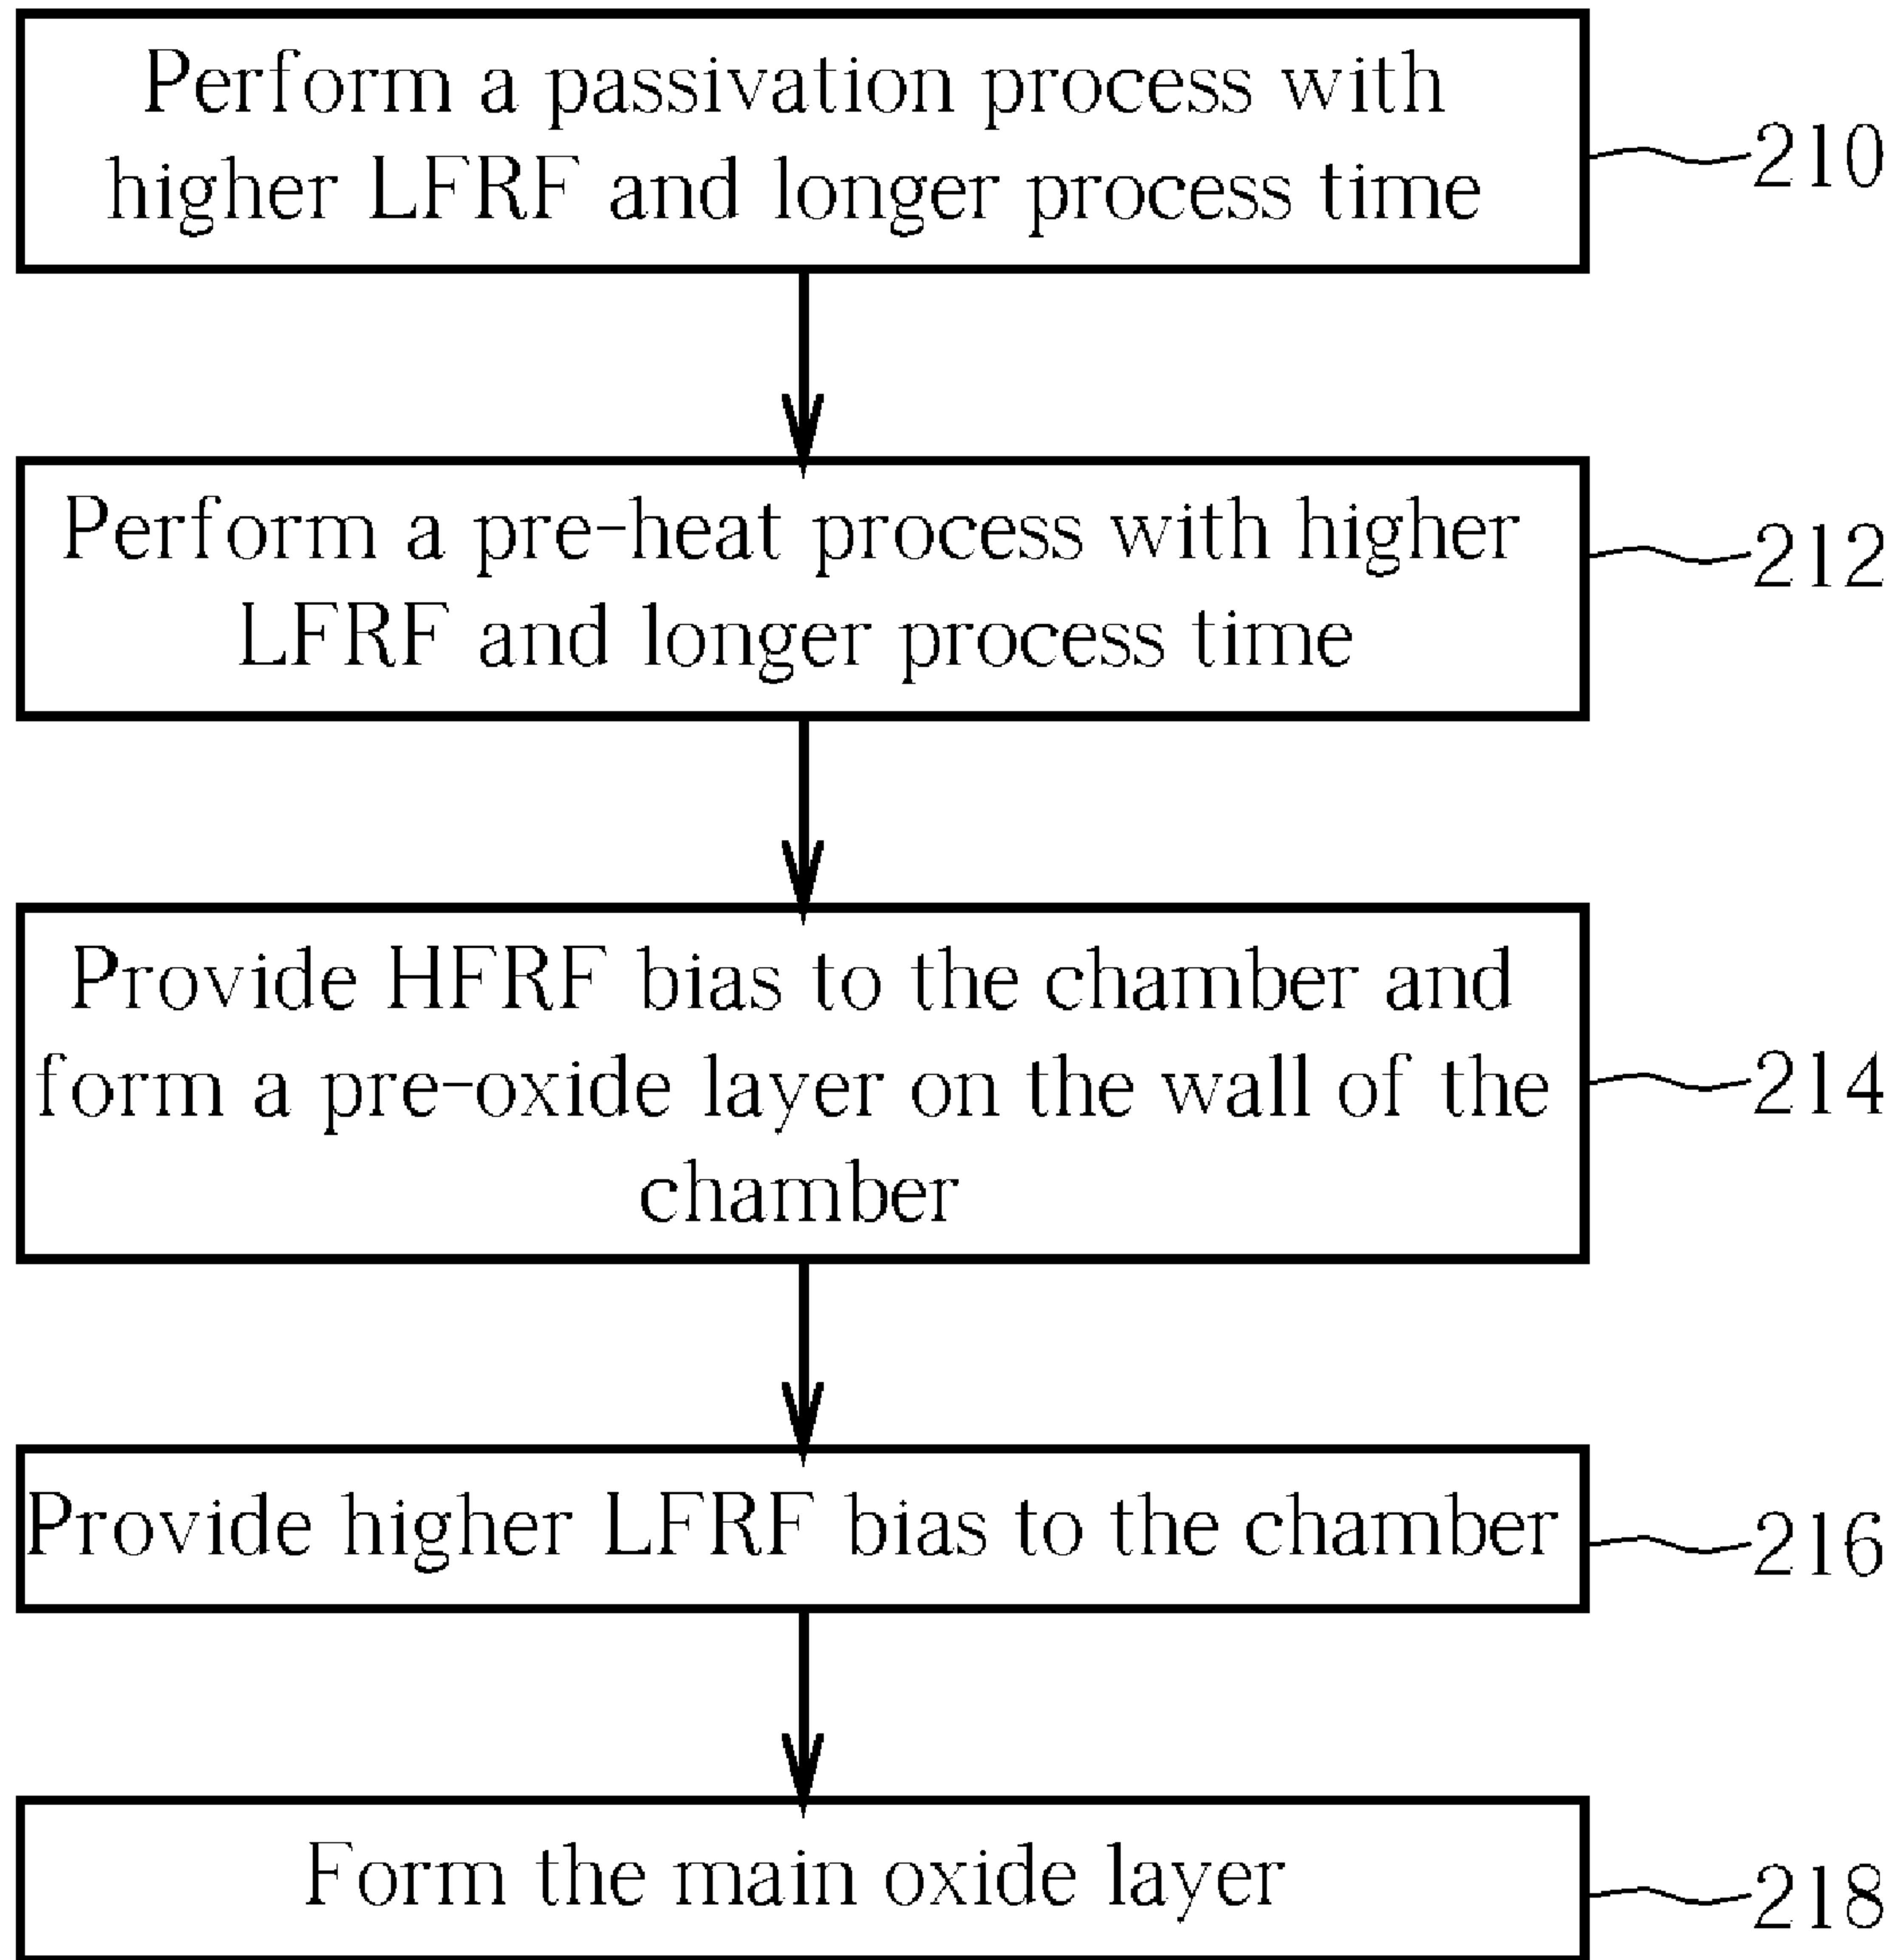 Perform a passivation process with
higher LFRF and longer process time
210
Perform a pre-heat process with higher
LFRF and longer process time
212
Provide HFRF bias to the chamber and
form a pre-oxide layer on the wall of the
chamber
214
Provide higher LFRF bias to the chamber
216
Form the main oxide layer
218